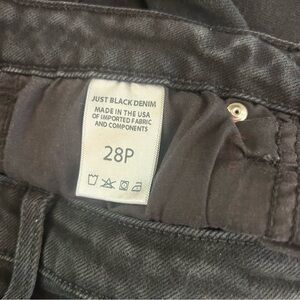 JUST BLACK DENIM
MADE IN THE USA
OF IMPORTED FABRIC
AND COMPONENTS
28P